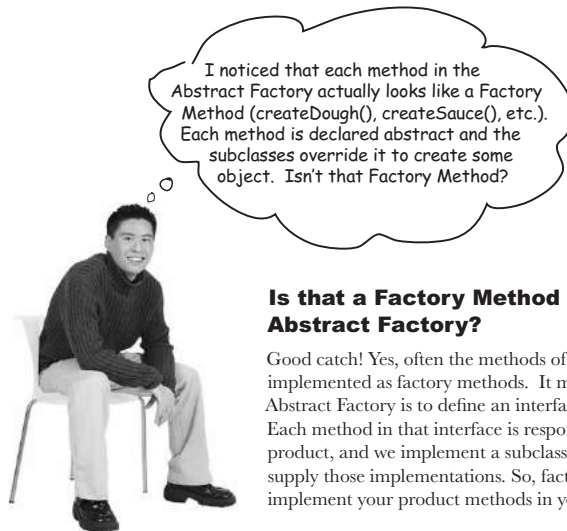 I noticed that each method in the
Abstract Factory actually looks like a Factory
Method (createDough(), createSauce(), etc.).
Each method is declared abstract and the
subclasses override it to create some
object. Isn't that Factory Method?
Is that a Factory Method
Abstract Factory?
Good catch! Yes, often the methods of
implemented as factory methods. It
Abstract Factory is to define an
Each method in that interface is
product, and we implement a
supply those implementations. So,
implement your product methods in